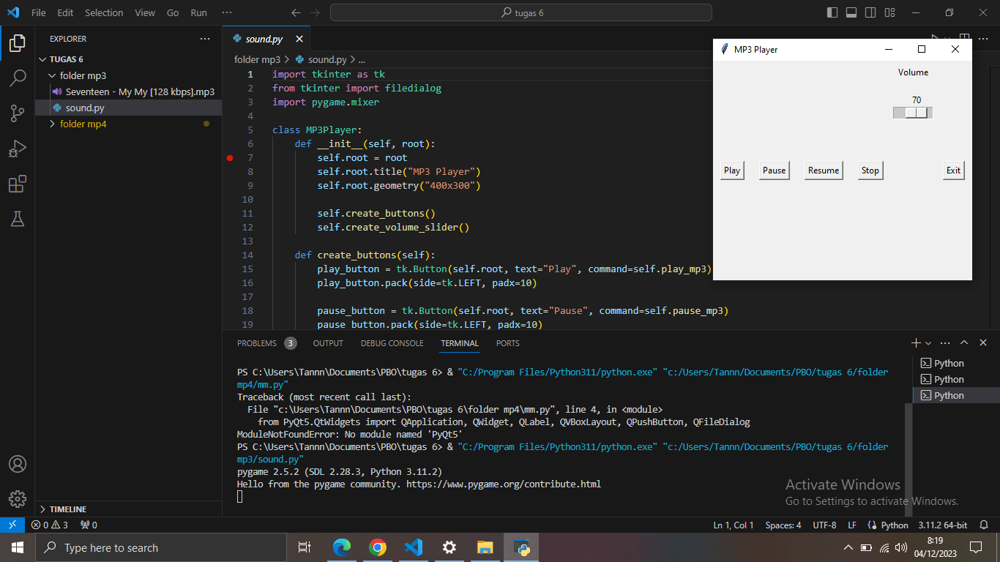 File Edit Selection View Go Run ···
tugas 6
EXPLORER
TUGAS 6
folder mp3
Seventeen - My My [128 kbps].mp3
sound.py
folder mp4
TIMELINE
sound.py
folder mp3 > sound.py > ...
1 import tkinter as tk
2 from tkinter import filedialog
3 import pygame.mixer
4
5 class MP3Player:
6 def __init__(self, root):
7 self.root = root
8 self.root.title("MP3 Player")
9 self.root.geometry("400x300")
10
11 self.create_buttons()
12 self.create_volume_slider()
13
14 def create_buttons(self):
15 play_button = tk.Button(self.root, text="Play", command=self.play_mp3)
16 play_button.pack(side=tk.LEFT, padx=10)
17
18 pause_button = tk.Button(self.root, text="Pause", command=self.pause_mp3)
19 pause_button.pack(side=tk.LEFT, padx=10)
MP3 Player
Volume
70
Play Pause Resume Stop Exit
PROBLEMS 3 OUTPUT DEBUG CONSOLE TERMINAL PORTS
PS C:\Users\Tannn\Documents\PBO\tugas 6> & "C:/Program Files/Python311/python.exe" "c:/Users/Tannn/Documents/PBO/tugas 6/folder
mp4/mm.py"
Traceback (most recent call last):
File "c:\Users\Tannn\Documents\PBO\tugas 6\folder mp4\mm.py", line 4, in <module>
from PyQt5.QtWidgets import QApplication, QWidget, QLabel, QVBoxLayout, QPushButton, QFileDialog
ModuleNotFoundError: No module named 'PyQt5'
PS C:\Users\Tannn\Documents\PBO\tugas 6> & "C:/Program Files/Python311/python.exe" "c:/Users/Tannn/Documents/PBO/tugas 6/folder
mp3/sound.py"
pygame 2.5.2 (SDL 2.28.3, Python 3.11.2)
Hello from the pygame community. https://www.pygame.org/contribute.html
Python
Python
Python
Activate Windows
Go to Settings to activate Windows.
0 3 0
Ln 1, Col 1 Spaces: 4 UTF-8 LF Python 3.11.2 64-bit
Type here to search
8:19
04/12/2023